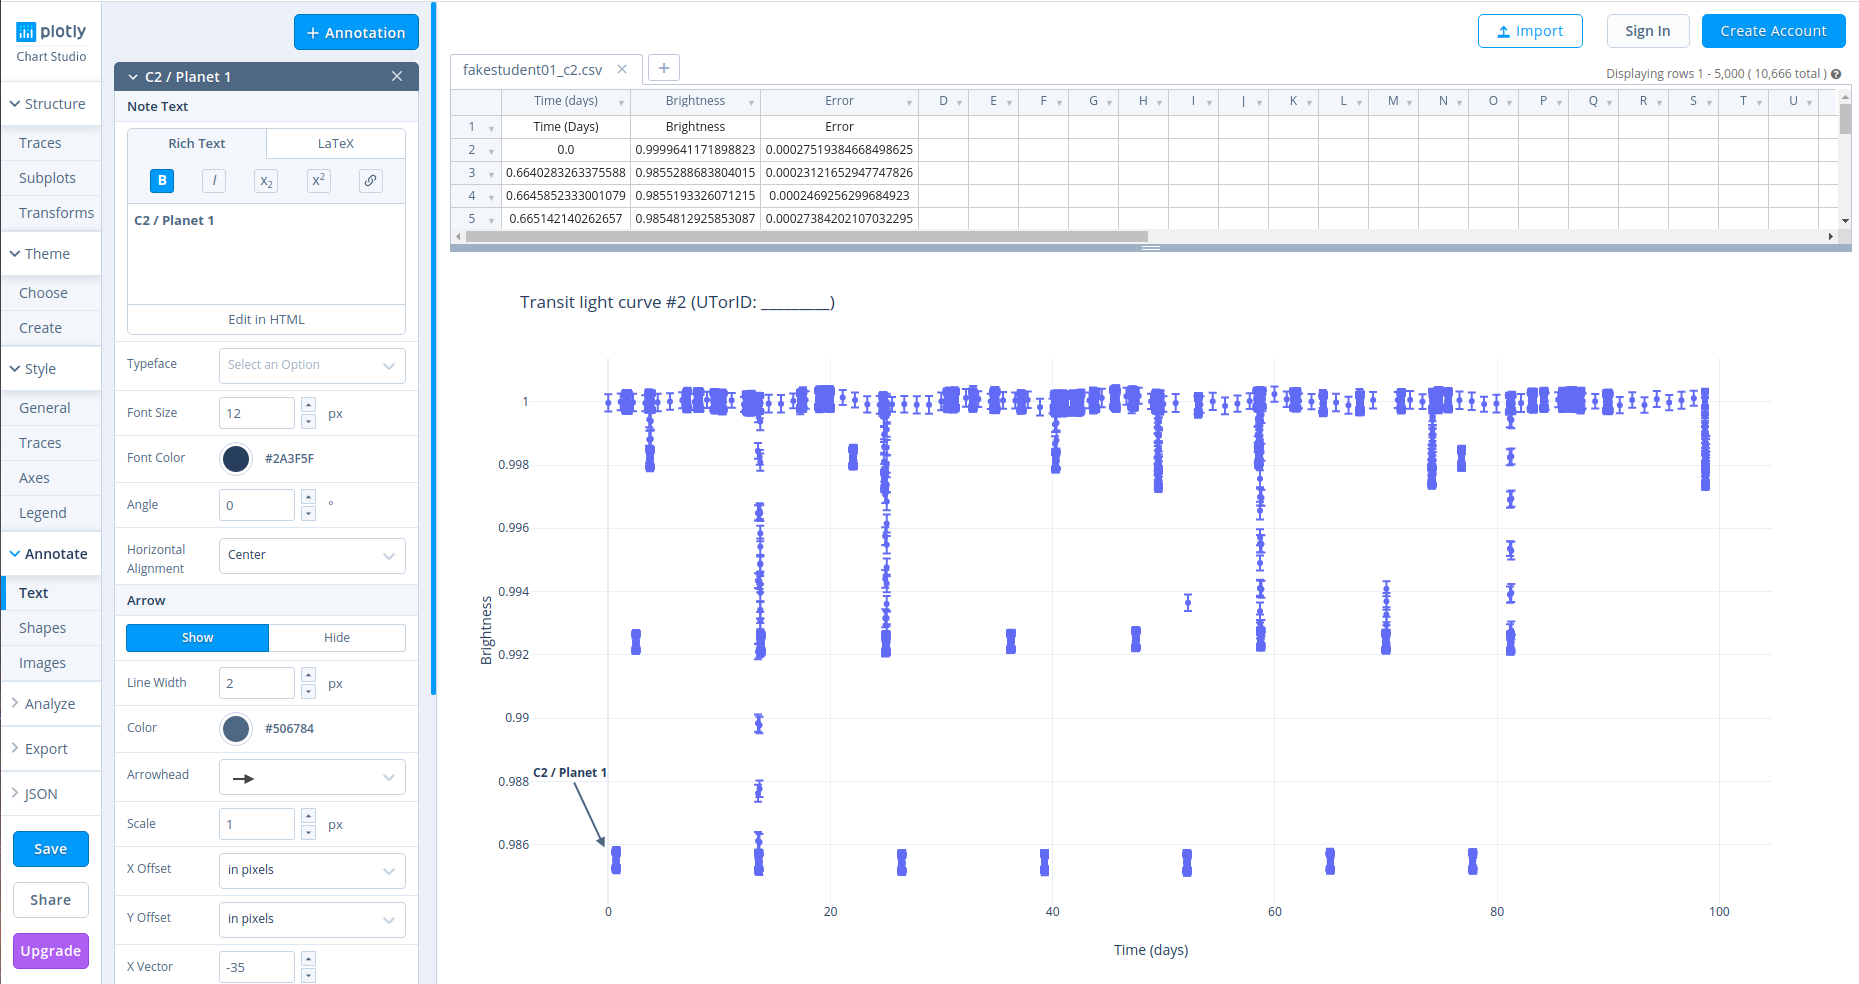 plotly
Chart Studio
Structure
Traces
Subplots
Transforms
Theme
Choose
Create
Style
General
Traces
Axes
Legend
Annotate
Text
Shapes
Images
Analyze
Export
JSON
Save
Share
Upgrade
+ Annotation
C2 / Planet 1
Note Text
Rich Text LaTeX
B I x2 x2
C2 / Planet 1
Edit in HTML
Typeface Select an Option
Font Size 12 px
Font Color #2A3F5F
Angle 0 °
Horizontal Alignment Center
Arrow
Show Hide
Line Width 2 px
Color #506784
Arrowhead
Scale 1 px
X Offset in pixels
Y Offset in pixels
X Vector -35
Import Sign In Create Account
fakestudent01_c2.csv +
Displaying rows 1 - 5,000 ( 10,666 total )
Time (days) Brightness Error D E F G H I J K L M N O P Q R S T U
1 Time (Days) Brightness Error
2 0.0 0.9999641171898823 0.00027519384668498625
3 0.6640283263375588 0.9855288683804015 0.00023121652947747826
4 0.6645852333001079 0.9855193326071215 0.0002469256299684923
5 0.665142140262657 0.9854812925853087 0.00027384202107032295
Transit light curve #2 (UTorID: _________)
1
0.998
0.996
0.994
0.992
0.99
0.988
0.986
Brightness
C2 / Planet 1
0 20 40 60 80 100
Time (days)